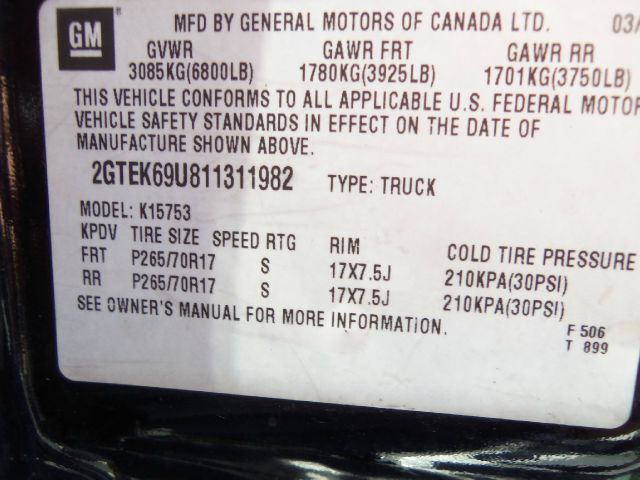 GM
MFD BY GENERAL MOTORS OF CANADA LTD. 03/
GVWR GAWR FRT GAWR RR
3085KG(6800LB) 1780KG(3925LB) 1701KG(3750LB)
THIS VEHICLE CONFORMS TO ALL APPLICABLE U.S. FEDERAL MOTOR
VEHICLE SAFETY STANDARDS IN EFFECT ON THE DATE OF
MANUFACTURE SHOWN ABOVE.
2GTEK69U811311982 TYPE: TRUCK
MODEL: K15753
KPDV TIRE SIZE SPEED RTG RIM COLD TIRE PRESSURE
FRT P265/70R17 S 17X7.5J 210KPA(30PSI)
RR P265/70R17 S 17X7.5J 210KPA(30PSI)
SEE OWNER'S MANUAL FOR MORE INFORMATION.
F 506
T 899